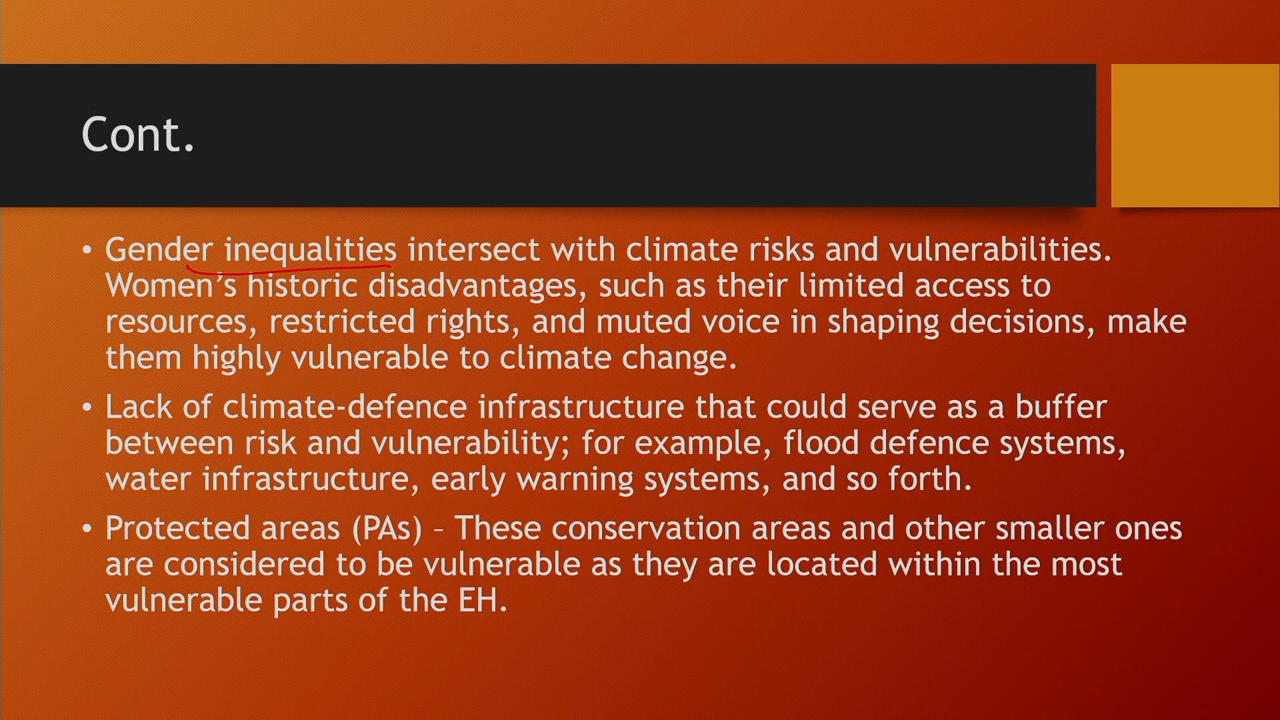 Cont.
• Gender inequalities intersect with climate risks and vulnerabilities.
Women’s historic disadvantages, such as their limited access to
resources, restricted rights, and muted voice in shaping decisions, make
them highly vulnerable to climate change.
• Lack of climate-defence infrastructure that could serve as a buffer
between risk and vulnerability; for example, flood defence systems,
water infrastructure, early warning systems, and so forth.
• Protected areas (PAs) – These conservation areas and other smaller ones
are considered to be vulnerable as they are located within the most
vulnerable parts of the EH.